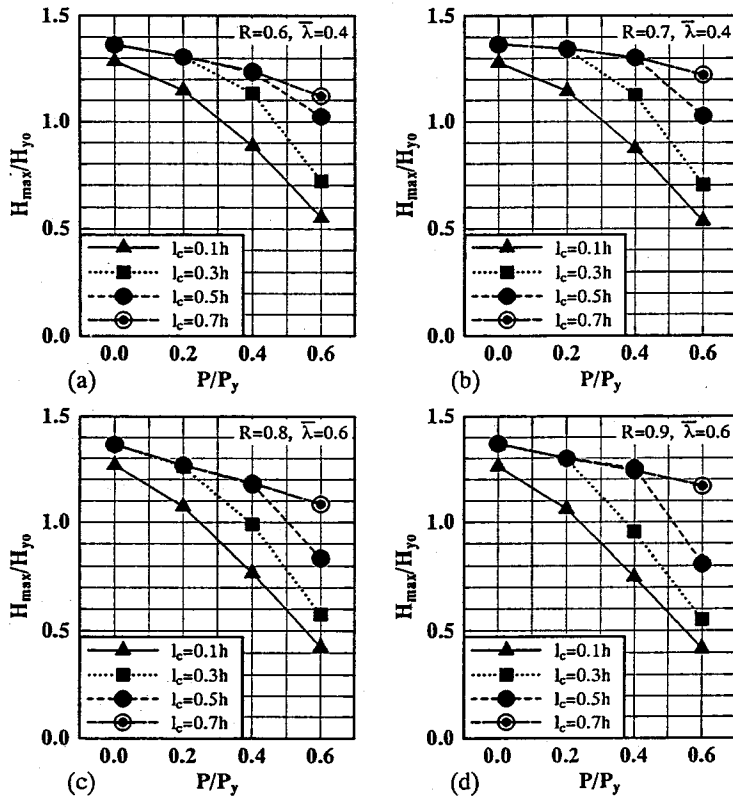 1.5
1.0
0.5
0.0
H_max/H_yo
R=0.6, λ̅=0.4
l_c=0.1h
l_c=0.3h
l_c=0.5h
l_c=0.7h
0.0 0.2 0.4 0.6
(a) P/P_y
1.5
1.0
0.5
0.0
H_max/H_yo
R=0.7, λ̅=0.4
l_c=0.1h
l_c=0.3h
l_c=0.5h
l_c=0.7h
0.0 0.2 0.4 0.6
(b) P/P_y
1.5
1.0
0.5
0.0
H_max/H_yo
R=0.8, λ̅=0.6
l_c=0.1h
l_c=0.3h
l_c=0.5h
l_c=0.7h
0.0 0.2 0.4 0.6
(c) P/P_y
1.5
1.0
0.5
0.0
H_max/H_yo
R=0.9, λ̅=0.6
l_c=0.1h
l_c=0.3h
l_c=0.5h
l_c=0.7h
0.0 0.2 0.4 0.6
(d) P/P_y